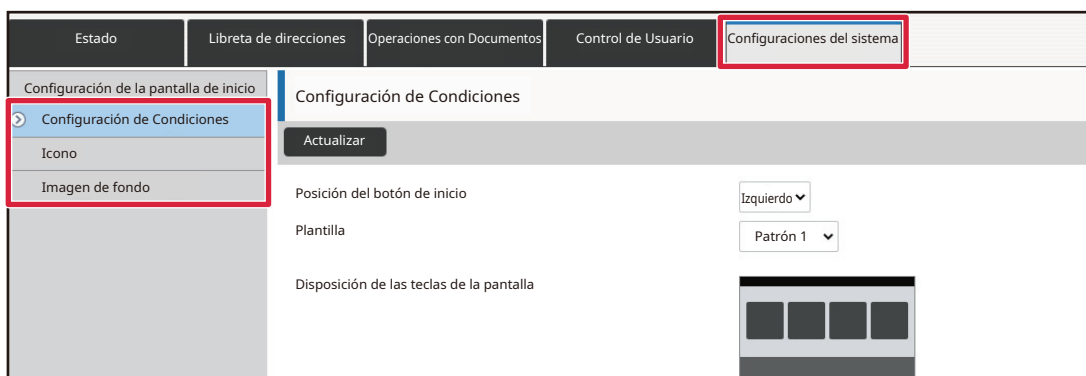 Estado
Libreta de direcciones
Operaciones con Documentos
Control de Usuario
Configuraciones del sistema
Configuración de la pantalla de inicio
Configuración de Condiciones
Icono
Imagen de fondo
Configuración de Condiciones
Actualizar
Posición del botón de inicio
Izquierdo
Plantilla
Patrón 1
Disposición de las teclas de la pantalla